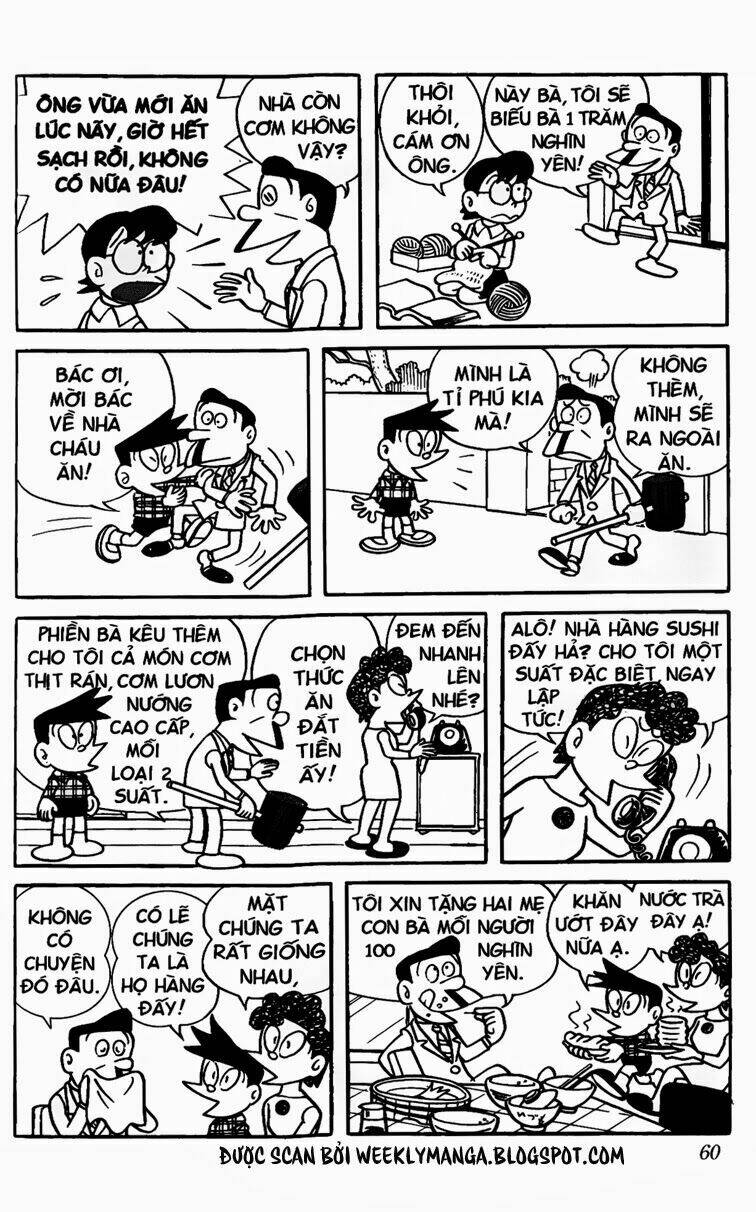 NHÀ CÒN
CƠM KHÔNG
VẬY?
ÔNG VỪA MỚI ĂN
LÚC NÃY, GIỜ HẾT
SẠCH RỒI, KHÔNG
CÓ NỮA ĐÂU!
NÀY BÀ, TÔI SẼ
BIẾU BÀ 1 TRĂM
NGHÌN
YÊN!
THÔI
KHỎI,
CÁM ƠN
ÔNG.
BÁC ƠI,
MỜI BÁC
VỀ NHÀ
CHÁU
ĂN!
KHÔNG
THÈM,
MÌNH SẼ
RA NGOÀI
ĂN.
MÌNH LÀ
TỈ PHÚ KIA
MÀ!
ALÔ! NHÀ HÀNG SUSHI
ĐẤY HẢ? CHO TÔI MỘT
SUẤT ĐẶC BIỆT, NGAY
LẬP
TỨC!
ĐEM ĐẾN
NHANH
LÊN
NHÉ?
CHỌN
THỨC
ĂN
ĐẮT
TIỀN
ẤY!
PHIỀN BÀ KÊU THÊM
CHO TÔI CẢ MÓN CƠM
THỊT RÁN, CƠM LƯƠN
NƯỚNG
CAO CẤP,
MỖI
LOẠI 2
SUẤT.
NƯỚC TRÀ
ĐÂY Ạ!
KHĂN
ƯỚT ĐÂY
NỮA Ạ.
TÔI XIN TẶNG HAI MẸ
CON BÀ MỖI NGƯỜI
100 NGHÌN
YÊN.
MẶT
CHÚNG TA
RẤT GIỐNG
NHAU,
CÓ LẼ
CHÚNG
TA LÀ
HỌ HÀNG
ĐẤY!
KHÔNG
CÓ
CHUYỆN
ĐÓ ĐÂU.
ĐƯỢC SCAN BỞI WEEKLYMANGA.BLOGSPOT.COM
60